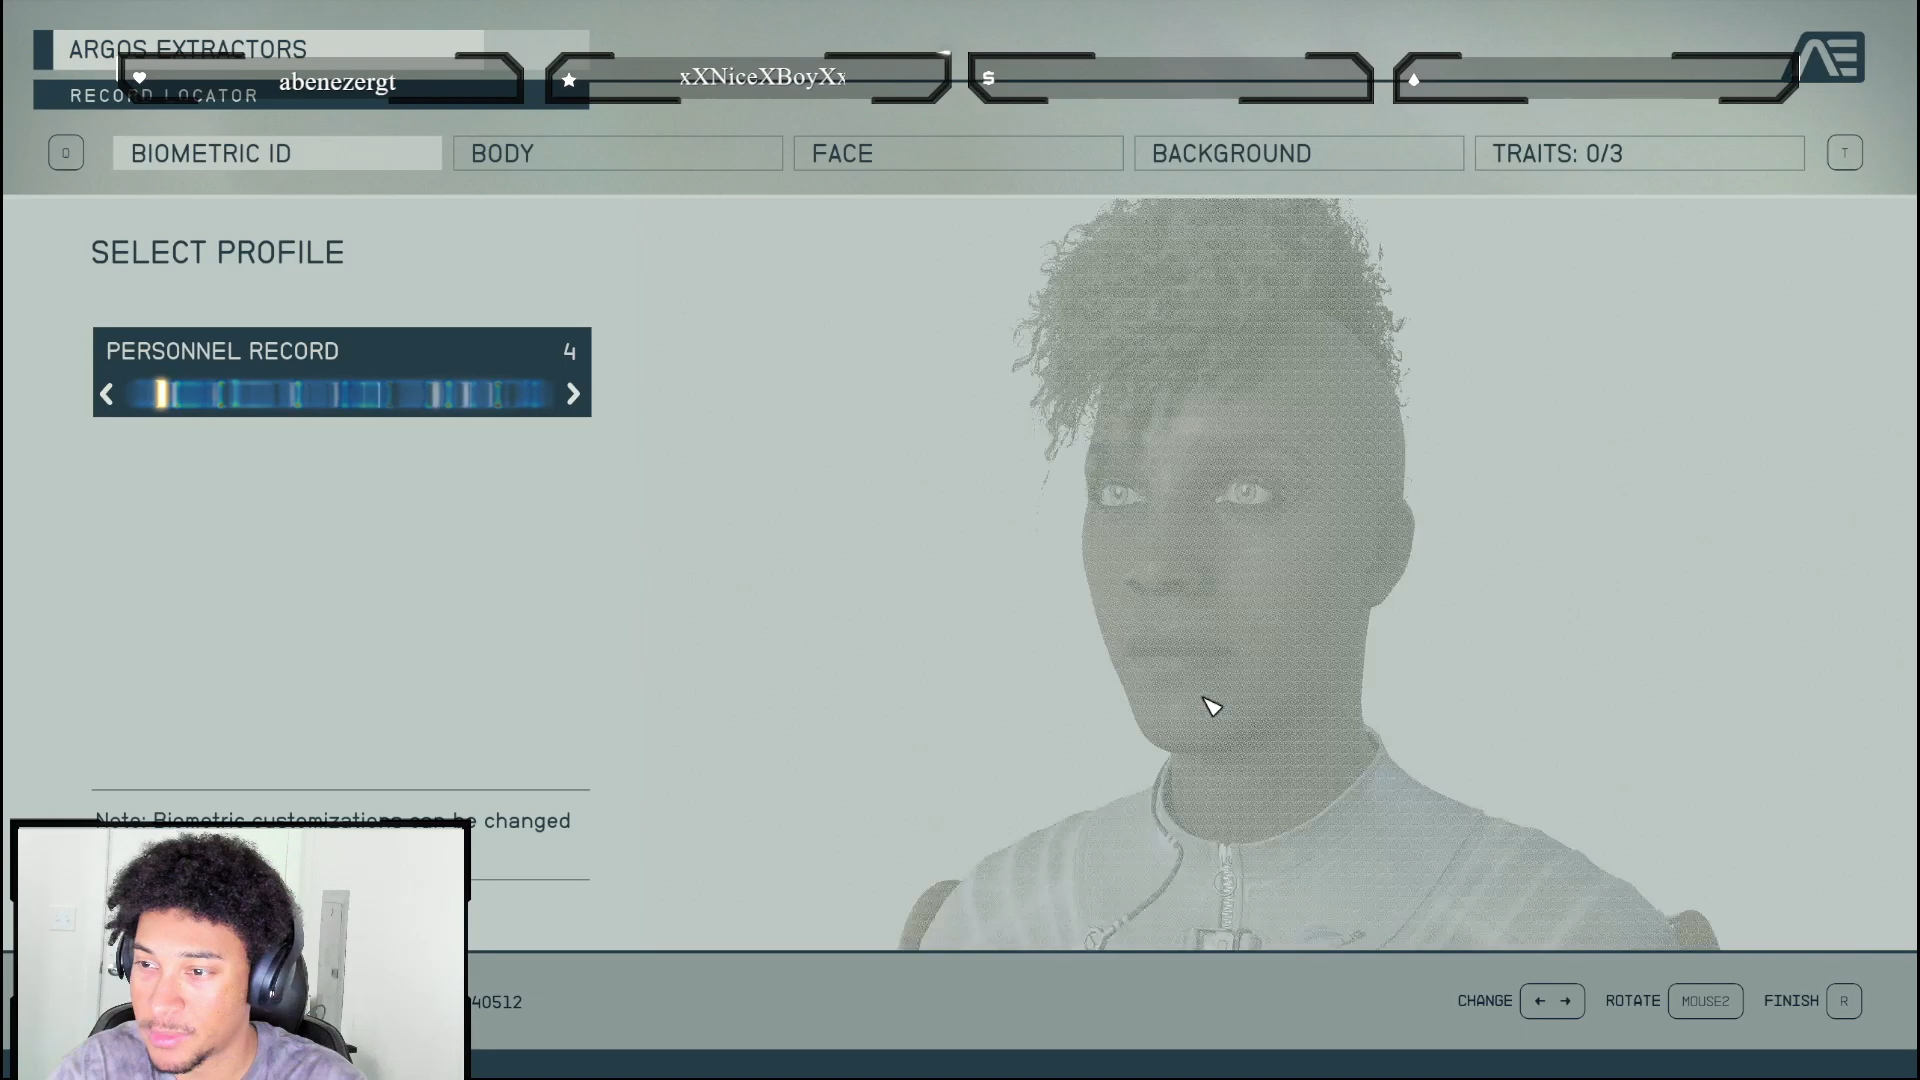 ARGOS EXTRACTORS
abenezergt
xXNiceXBoyXx
$
AE
RECORD LOCATOR
Q
BIOMETRIC ID
BODY
FACE
BACKGROUND
TRAITS: 0/3
T
SELECT PROFILE
PERSONNEL RECORD
4
Note: Biometric customizations can be changed
40512
CHANGE
ROTATE
MOUSE2
FINISH
R